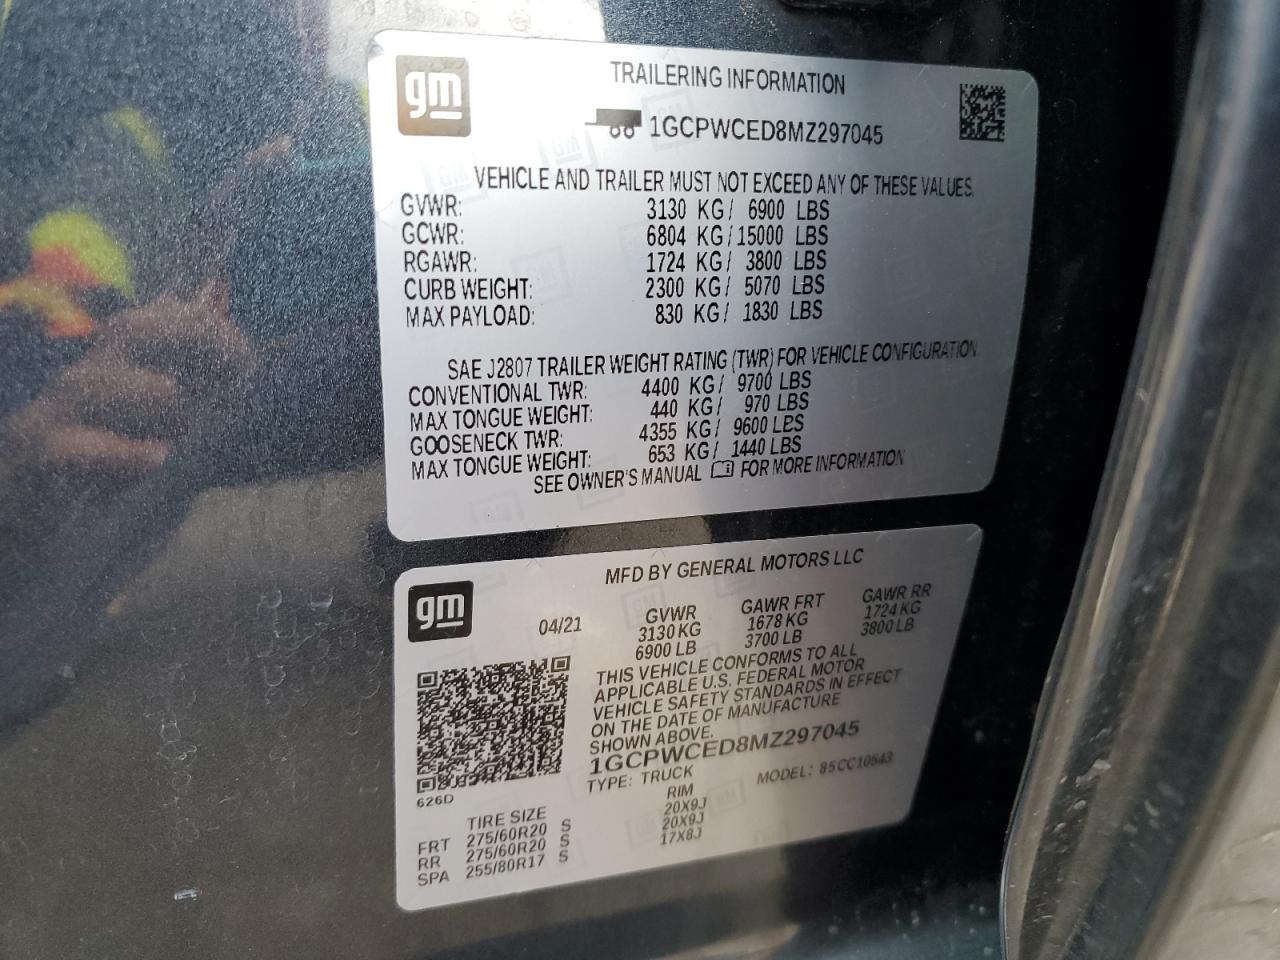 gm
TRAILERING INFORMATION
1GCPWCED8MZ297045
VEHICLE AND TRAILER MUST NOT EXCEED ANY OF THESE VALUES.
GVWR: 3130 KG/ 6900 LBS
GCWR: 6804 KG/15000 LBS
RGAWR: 1724 KG/ 3800 LBS
CURB WEIGHT: 2300 KG/ 5070 LBS
MAX PAYLOAD: 830 KG/ 1830 LBS
SAE J2807 TRAILER WEIGHT RATING (TWR) FOR VEHICLE CONFIGURATION
CONVENTIONAL TWR: 4400 KG/ 9700 LBS
MAX TONGUE WEIGHT: 440 KG/ 970 LBS
GOOSENECK TWR: 4355 KG/ 9600 LBS
MAX TONGUE WEIGHT: 653 KG/ 1440 LBS
SEE OWNER'S MANUAL FOR MORE INFORMATION
gm
MFD BY GENERAL MOTORS LLC
04/21
GVWR GAWR FRT GAWR RR
3130 KG 1678 KG 1724 KG
6900 LB 3700 LB 3800 LB
THIS VEHICLE CONFORMS TO ALL
APPLICABLE U.S. FEDERAL MOTOR
VEHICLE SAFETY STANDARDS IN EFFECT
ON THE DATE OF MANUFACTURE
SHOWN ABOVE.
1GCPWCED8MZ297045
TYPE: TRUCK MODEL: 85CC10543
626D
TIRE SIZE RIM
FRT 275/60R20 S 20X9J
RR 275/60R20 S 20X9J
SPA 255/80R17 S 17X8J